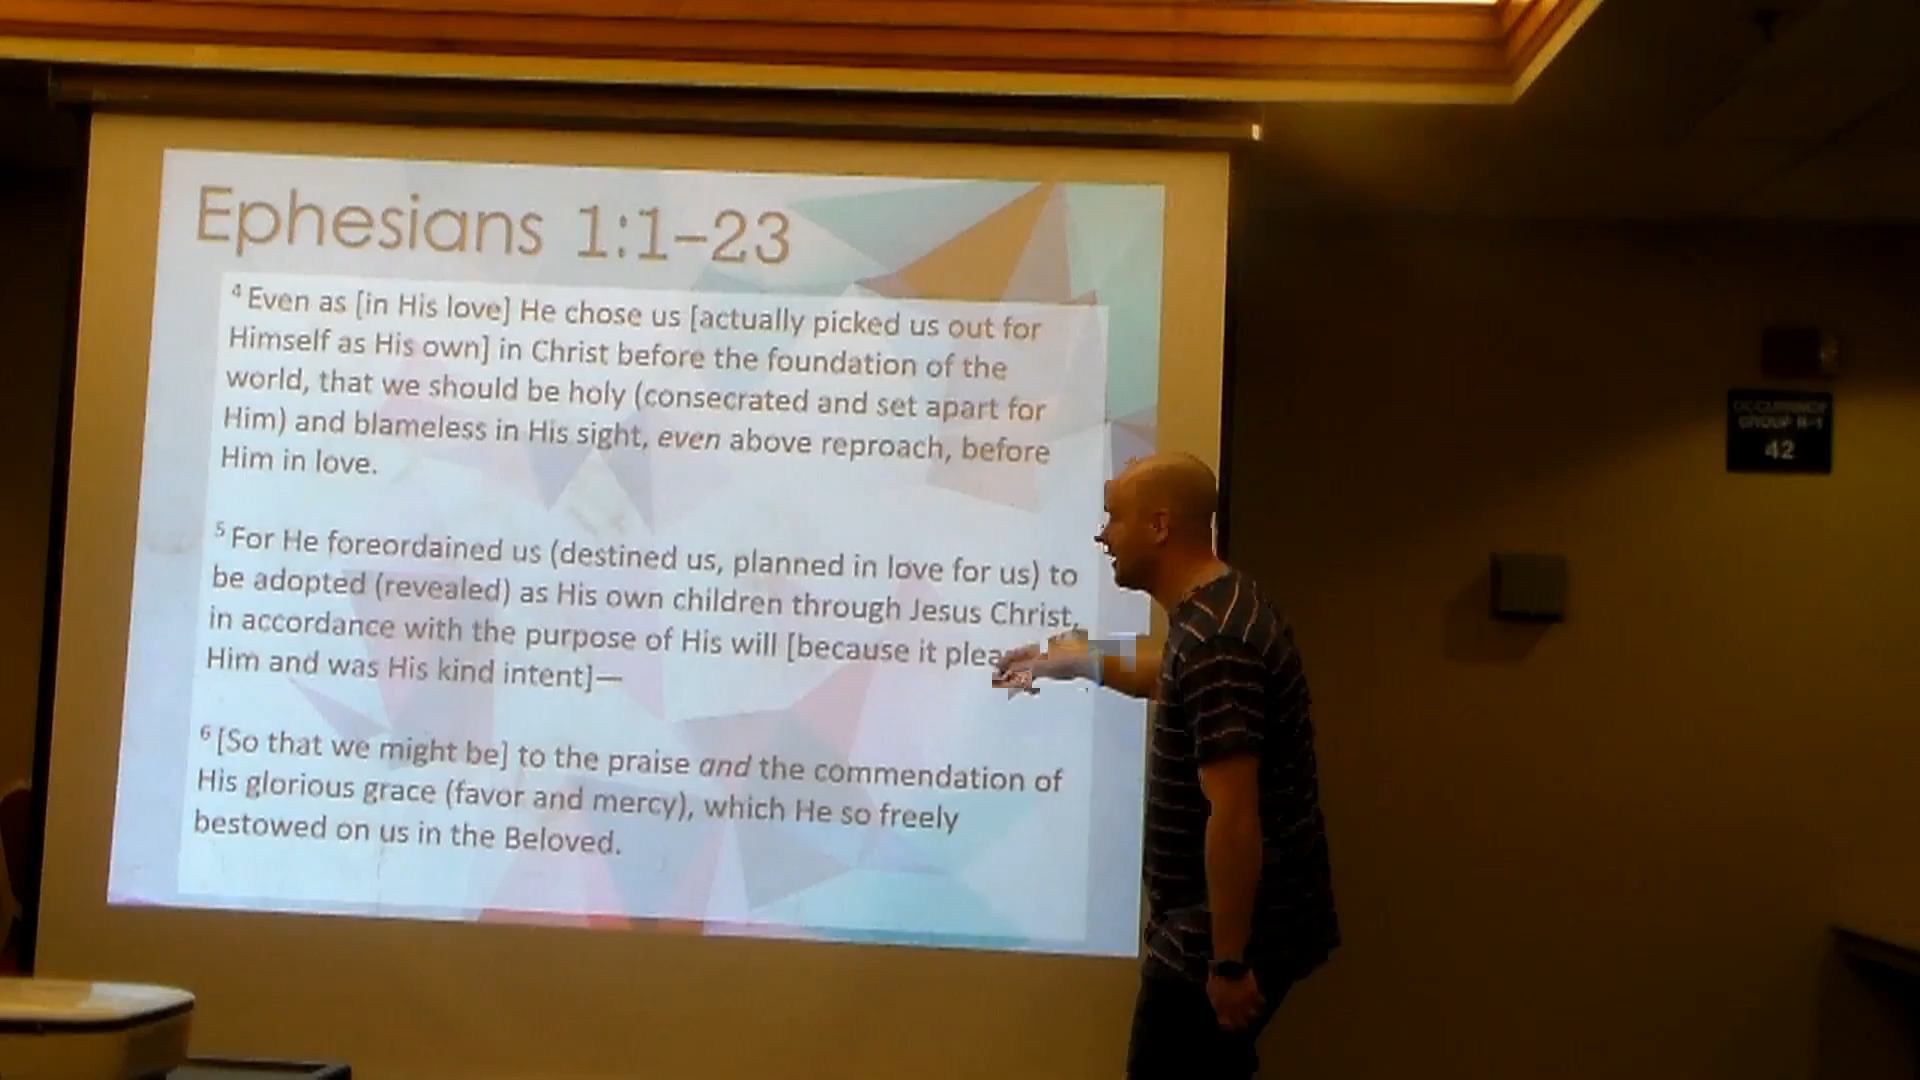 Ephesians 1:1–23
4 Even as [in His love] He chose us [actually picked us out for
Himself as His own] in Christ before the foundation of the
world, that we should be holy (consecrated and set apart for
Him) and blameless in His sight, even above reproach, before
Him in love.
5 For He foreordained us (destined us, planned in love for us) to
be adopted (revealed) as His own children through Jesus Christ,
in accordance with the purpose of His will [because it
Him and was His kind intent]—
6 [So that we might be] to the praise and the commendation of
His glorious grace (favor and mercy), which He so freely
bestowed on us in the Beloved.
OCCUPANCY
GROUP
42